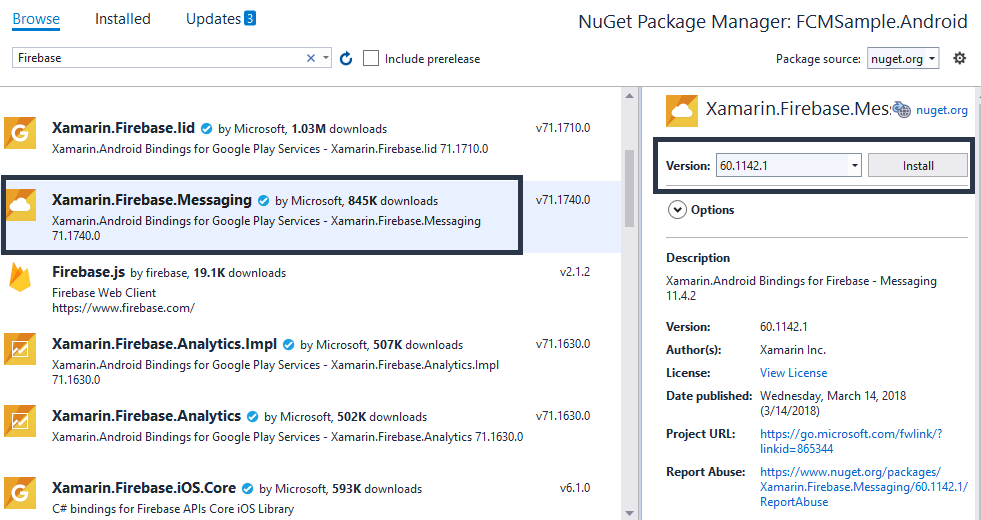 Browse Installed Updates 3
NuGet Package Manager: FCMSample.Android
Firebase
Include prerelease
Package source: nuget.org
Xamarin.Firebase.Iid by Microsoft, 1.03M downloads v71.1710.0
Xamarin.Android Bindings for Google Play Services - Xamarin.Firebase.Iid 71.1710.0
Xamarin.Firebase.Messaging by Microsoft, 845K downloads v71.1740.0
Xamarin.Android Bindings for Google Play Services - Xamarin.Firebase.Messaging
71.1740.0
Firebase.js by firebase, 19.1K downloads v2.1.2
Firebase Web Client
https://www.firebase.com/
Xamarin.Firebase.Analytics.Impl by Microsoft, 507K downloads v71.1630.0
Xamarin.Android Bindings for Google Play Services - Xamarin.Firebase.Analytics.Impl
71.1630.0
Xamarin.Firebase.Analytics by Microsoft, 502K downloads v71.1630.0
Xamarin.Android Bindings for Google Play Services - Xamarin.Firebase.Analytics 71.1630.0
Xamarin.Firebase.iOS.Core by Microsoft, 593K downloads v6.1.0
C# bindings for Firebase APIs Core iOS Library
Xamarin.Firebase.Mes: nuget.org
Version: 60.1142.1 Install
Options
Description
Xamarin.Android Bindings for Firebase - Messaging
11.4.2
Version: 60.1142.1
Author(s): Xamarin Inc.
License: View License
Date published: Wednesday, March 14, 2018
(3/14/2018)
Project URL: https://go.microsoft.com/fwlink/?
linkid=865344
Report Abuse: https://www.nuget.org/packages/
Xamarin.Firebase.Messaging/60.1142.1/
ReportAbuse